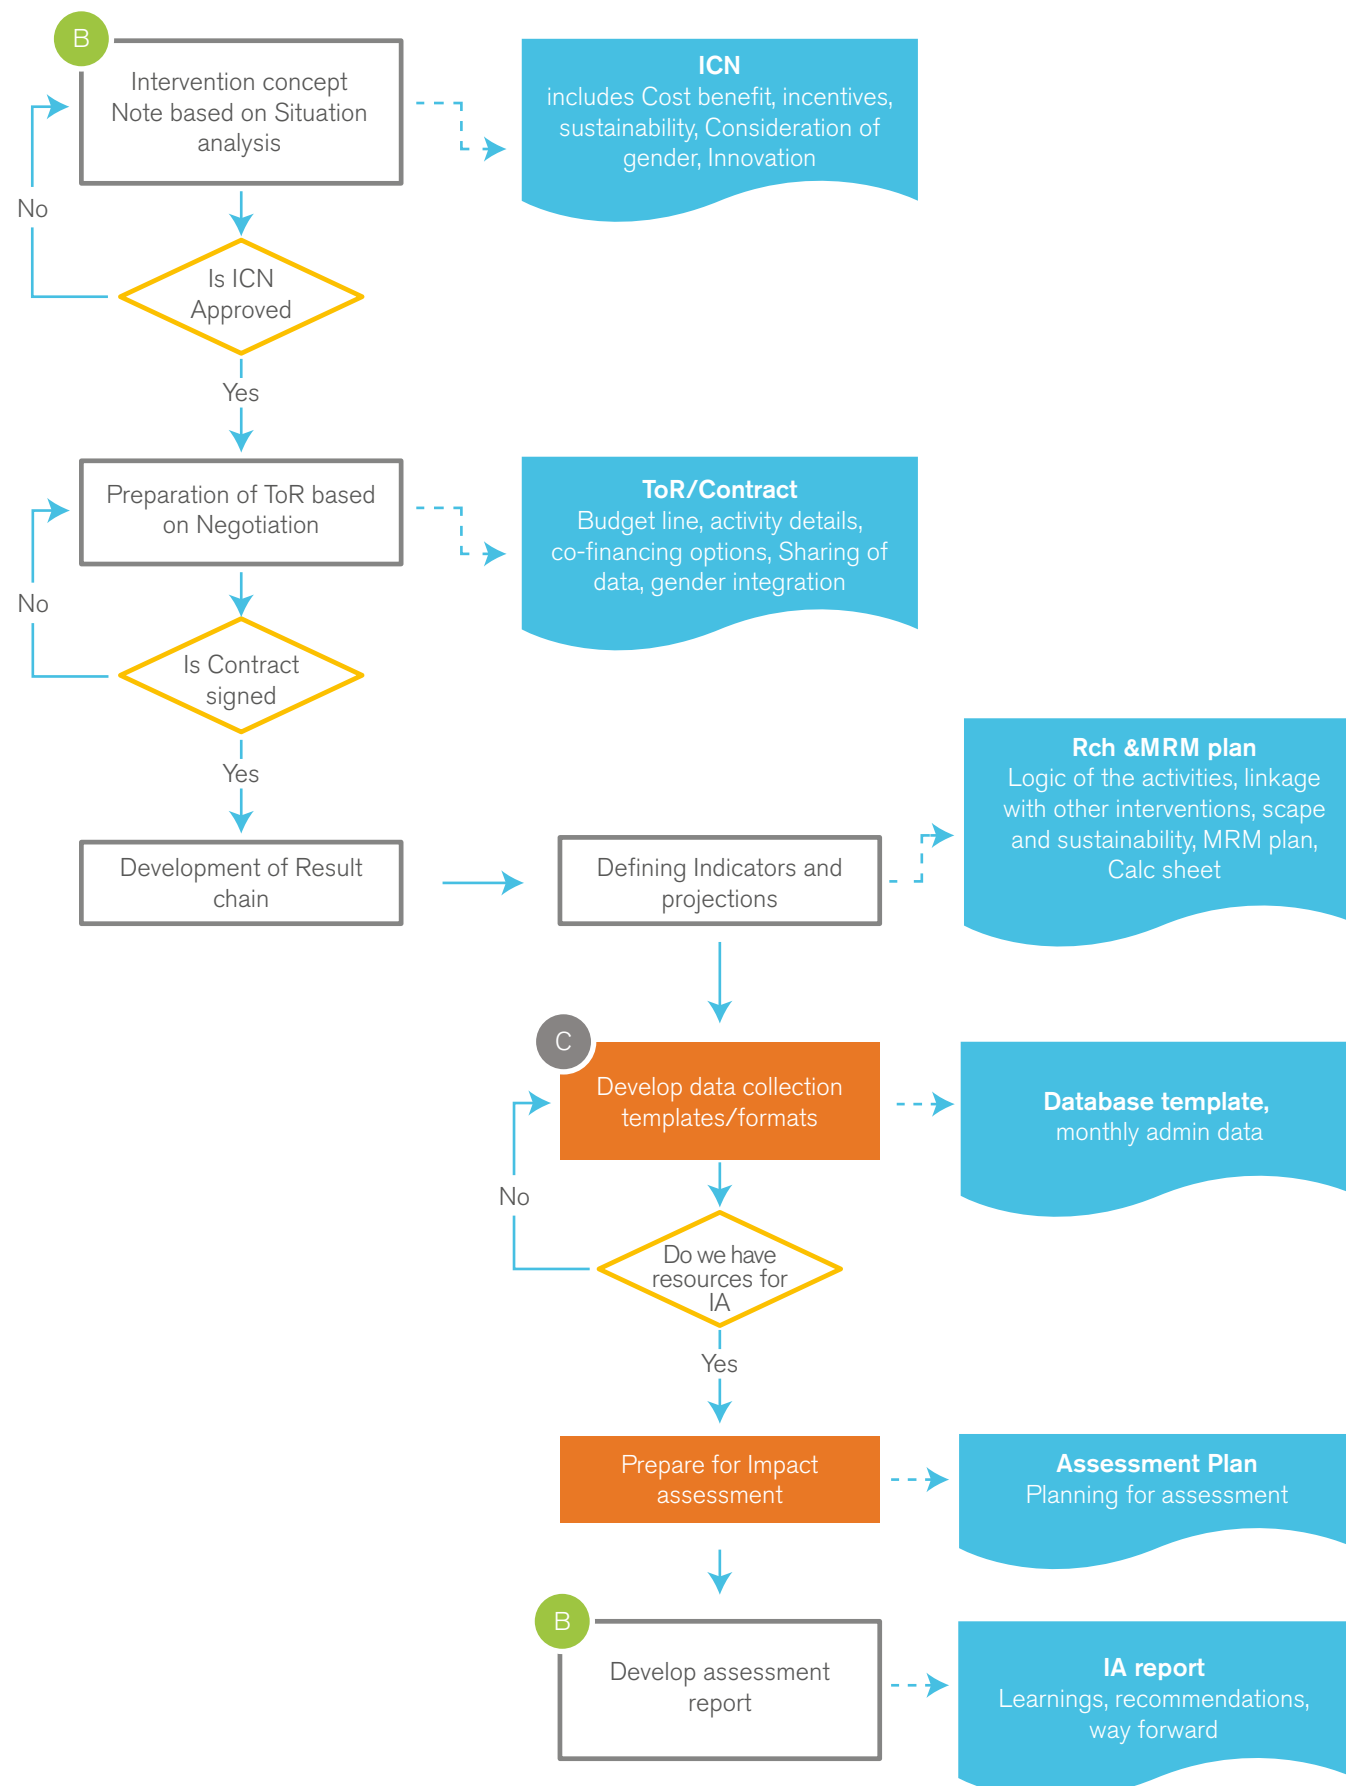 B
Intervention concept
Note based on Situation
analysis
ICN
includes Cost benefit, incentives,
sustainability, Consideration of
gender, Innovation
No
Is ICN
Approved
Yes
Preparation of ToR based
on Negotiation
ToR/Contract
Budget line, activity details,
co-financing options, Sharing of
data, gender integration
No
Is Contract
signed
Yes
Development of Result
chain
Defining Indicators and
projections
Rch &MRM plan
Logic of the activities, linkage
with other interventions, scape
and sustainability, MRM plan,
Calc sheet
C
Develop data collection
templates/formats
Database template,
monthly admin data
No
Do we have
resources for
IA
Yes
Prepare for Impact
assessment
Assessment Plan
Planning for assessment
B
Develop assessment
report
IA report
Learnings, recommendations,
way forward